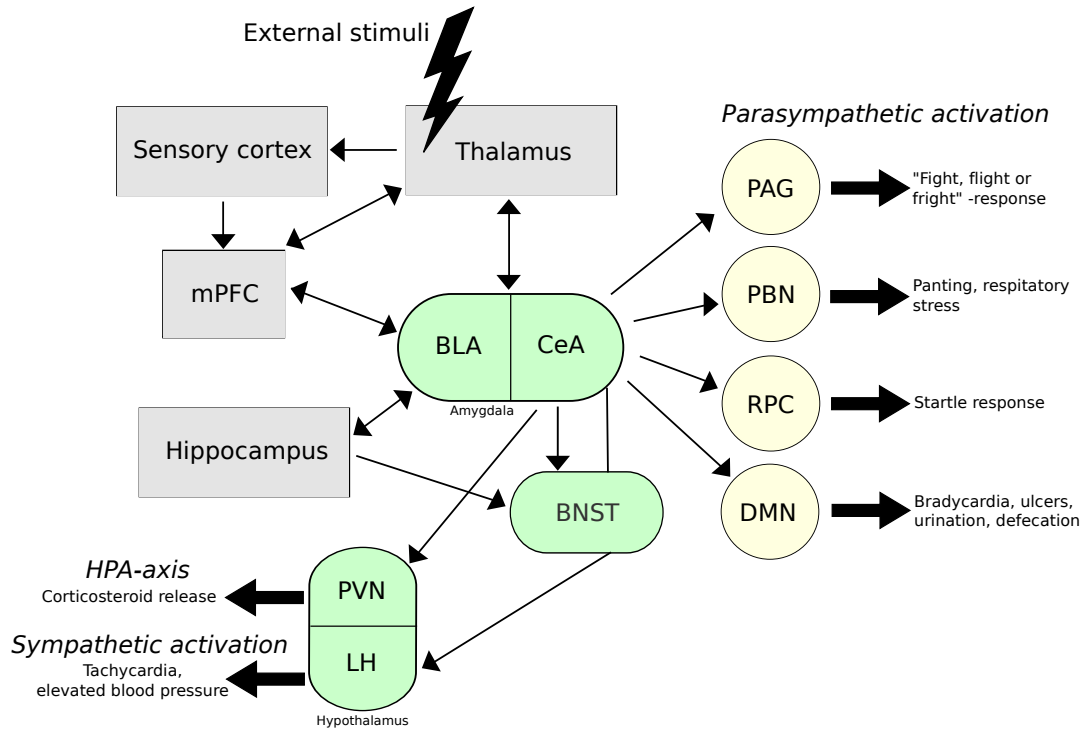 External stimuli
Sensory cortex
Thalamus
mPFC
BLA
CeA
Amygdala
Hippocampus
BNST
PVN
LH
Hypothalamus
HPA-axis
Corticosteroid release
Sympathetic activation
Tachycardia,
elevated blood pressure
Parasympathetic activation
PAG
"Fight, flight or
fright" -response
PBN
Panting, respitatory
stress
RPC
Startle response
DMN
Bradycardia, ulcers,
urination, defecation